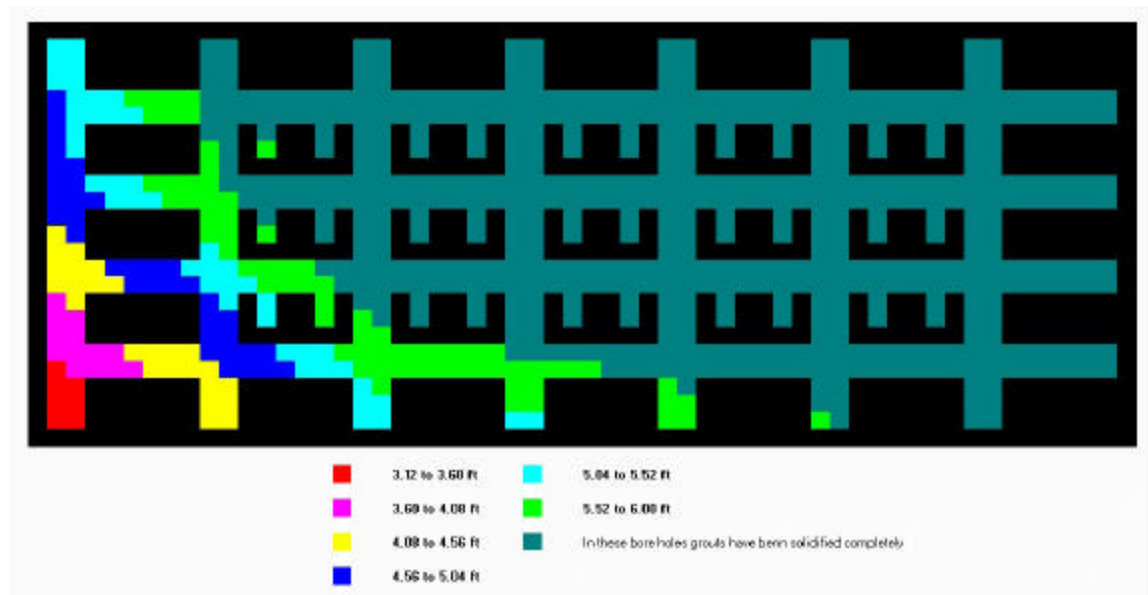 3.12 to 3.60 ft
3.60 to 4.08 ft
4.08 to 4.56 ft
4.56 to 5.04 ft
5.04 to 5.52 ft
5.52 to 6.00 ft
In these bore holes grouts have benn solidified completely